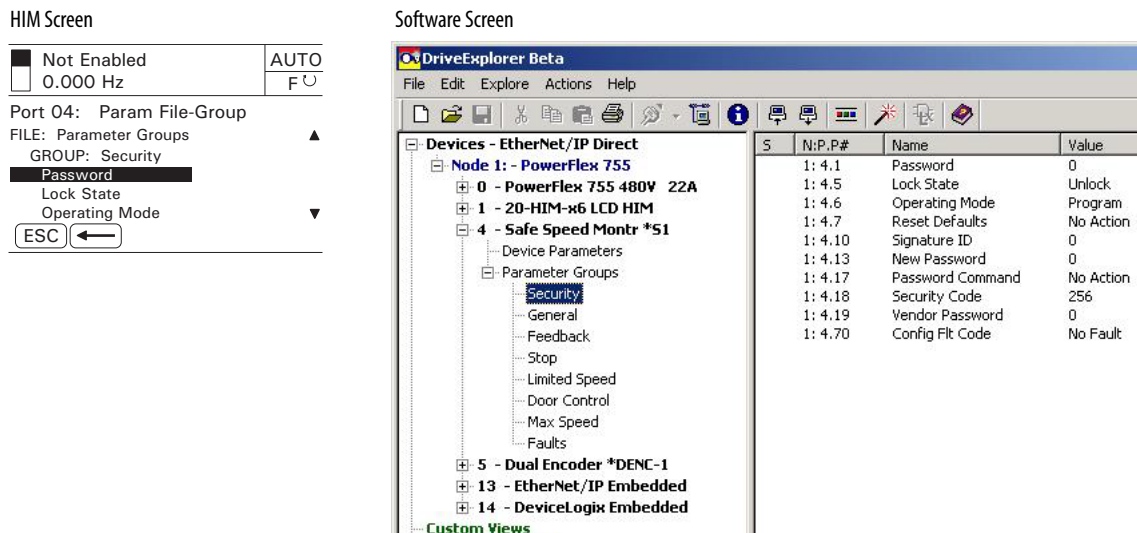 HIM Screen
Not Enabled
AUTO
0.000 Hz
F
Port 04: Param File-Group
FILE: Parameter Groups
GROUP: Security
Password
Lock State
Operating Mode
ESC
Software Screen
DriveExplorer Beta
File Edit Explore Actions Help
Devices - EtherNet/IP Direct
Node 1: - PowerFlex 755
0 - PowerFlex 755 480V 22A
1 - 20-HIM-x6 LCD HIM
4 - Safe Speed Montr *S1
Device Parameters
Parameter Groups
Security
General
Feedback
Stop
Limited Speed
Door Control
Max Speed
Faults
5 - Dual Encoder *DENC-1
13 - EtherNet/IP Embedded
14 - DeviceLogix Embedded
Custom Views
S N:P.P# Name Value
1: 4.1 Password 0
1: 4.5 Lock State Unlock
1: 4.6 Operating Mode Program
1: 4.7 Reset Defaults No Action
1: 4.10 Signature ID 0
1: 4.13 New Password 0
1: 4.17 Password Command No Action
1: 4.18 Security Code 256
1: 4.19 Vendor Password 0
1: 4.70 Config Flt Code No Fault